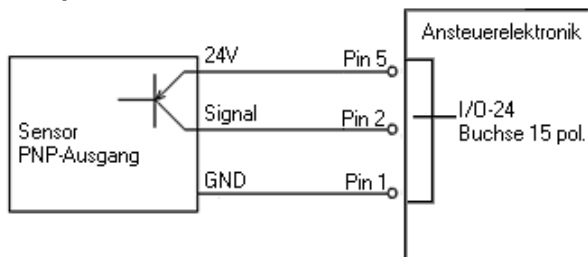 Ansteuerelektronik
24V
Pin 5
Signal
Pin 2
I/O-24
Buchse 15 pol.
Sensor
PNP-Ausgang
GND
Pin 1